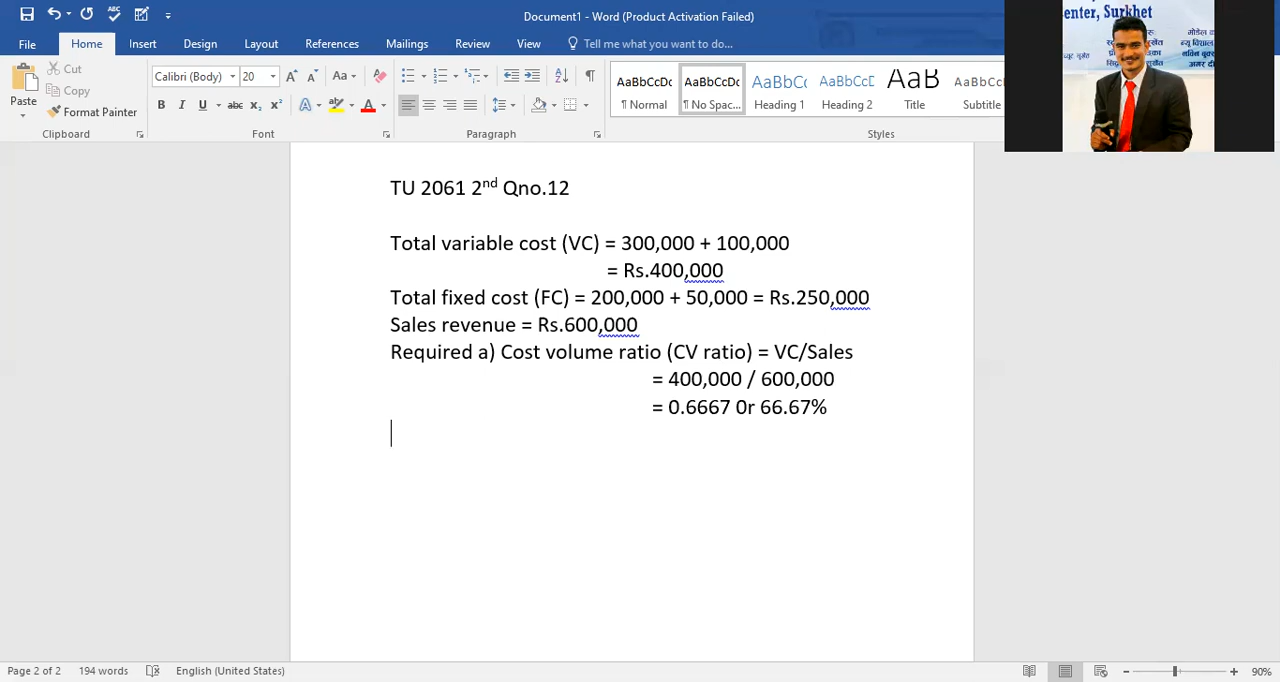 Document1 - Word (Product Activation Failed)
File Home Insert Design Layout References Mailings Review View Tell me what you want to do...
Paste
Cut
Copy
Format Painter
Clipboard
Calibri (Body) 20
Font
Paragraph
AaBbCcDc AaBbCcDc AaBbCc AaBbCcD AaB AaBbCc
¶ Normal ¶ No Spac... Heading 1 Heading 2 Title Subtitle
Styles
enter, Surkhet
TU 2061 2nd Qno.12
Total variable cost (VC) = 300,000 + 100,000
= Rs.400,000
Total fixed cost (FC) = 200,000 + 50,000 = Rs.250,000
Sales revenue = Rs.600,000
Required a) Cost volume ratio (CV ratio) = VC/Sales
= 400,000 / 600,000
= 0.6667 0r 66.67%
Page 2 of 2 194 words English (United States) 90%